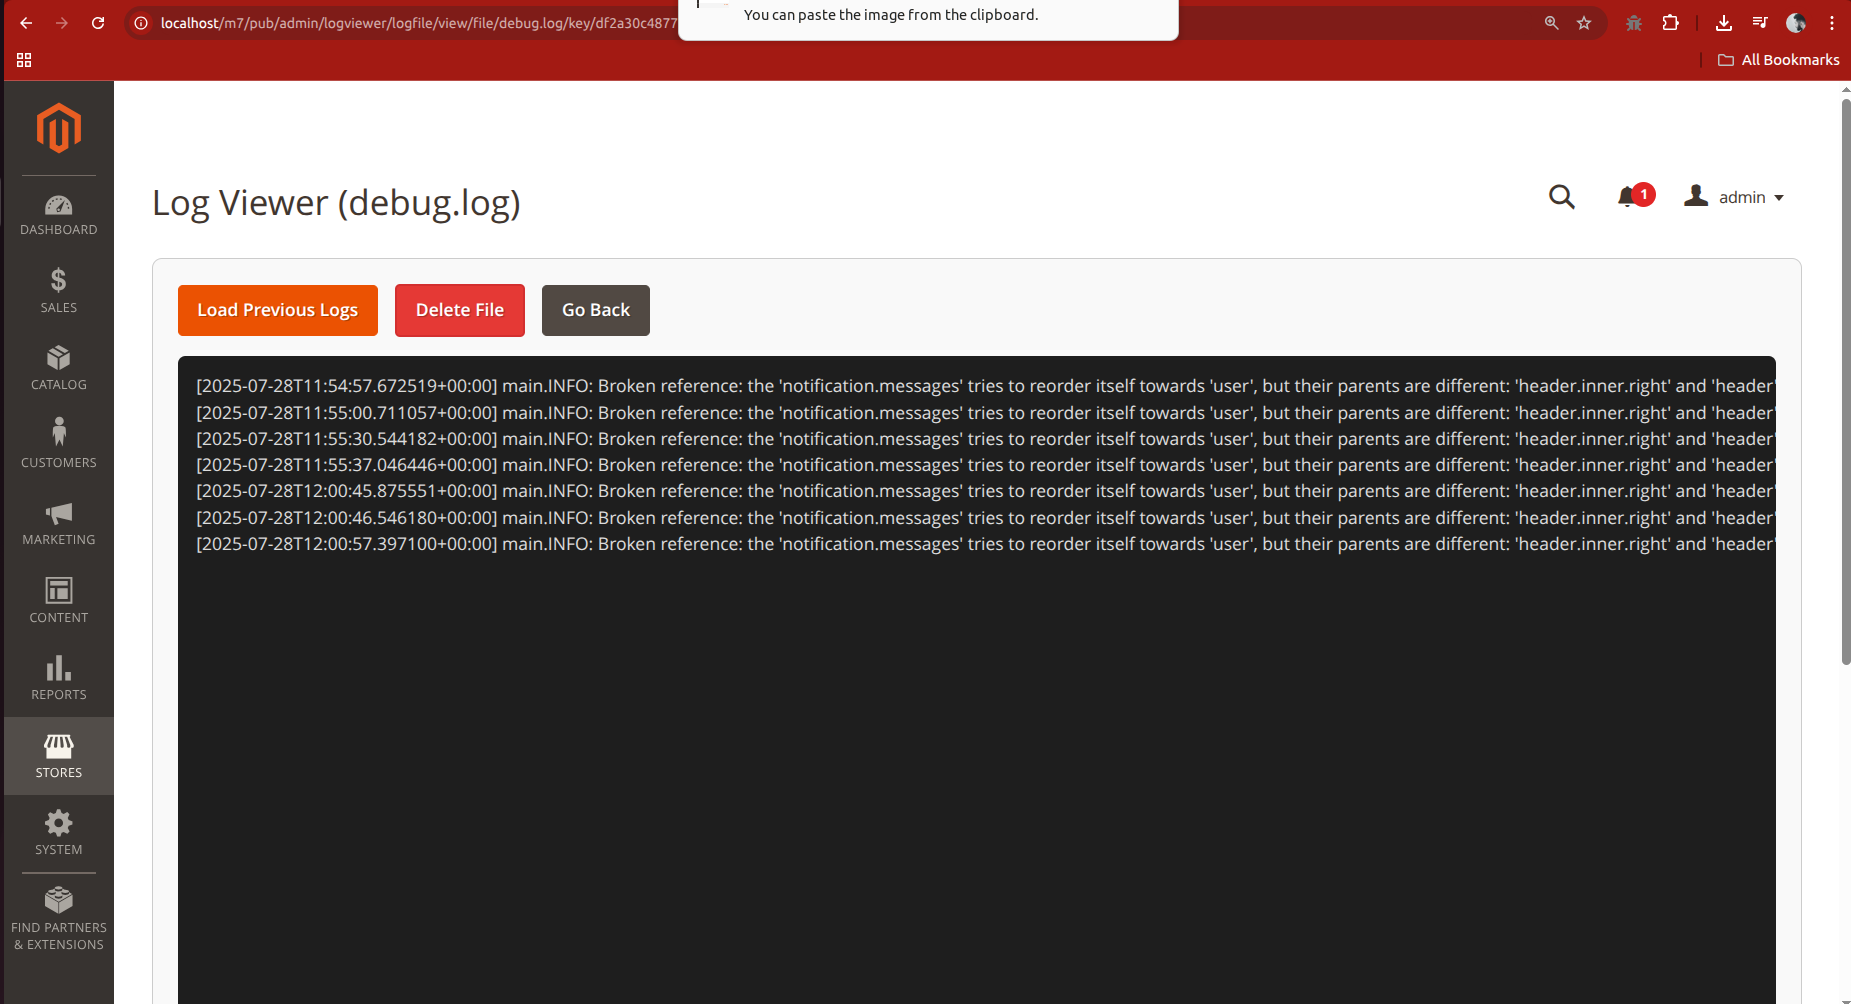 localhost/m7/pub/admin/logviewer/logfile/view/file/debug.log/key/df2a30c4877
You can paste the image from the clipboard.
All Bookmarks
DASHBOARD
SALES
CATALOG
CUSTOMERS
MARKETING
CONTENT
REPORTS
STORES
SYSTEM
FIND PARTNERS
& EXTENSIONS
Log Viewer (debug.log)
1
admin
Load Previous Logs
Delete File
Go Back
[2025-07-28T11:54:57.672519+00:00] main.INFO: Broken reference: the 'notification.messages' tries to reorder itself towards 'user', but their parents are different: 'header.inner.right' and 'header'
[2025-07-28T11:55:00.711057+00:00] main.INFO: Broken reference: the 'notification.messages' tries to reorder itself towards 'user', but their parents are different: 'header.inner.right' and 'header'
[2025-07-28T11:55:30.544182+00:00] main.INFO: Broken reference: the 'notification.messages' tries to reorder itself towards 'user', but their parents are different: 'header.inner.right' and 'header'
[2025-07-28T11:55:37.046446+00:00] main.INFO: Broken reference: the 'notification.messages' tries to reorder itself towards 'user', but their parents are different: 'header.inner.right' and 'header'
[2025-07-28T12:00:45.875551+00:00] main.INFO: Broken reference: the 'notification.messages' tries to reorder itself towards 'user', but their parents are different: 'header.inner.right' and 'header'
[2025-07-28T12:00:46.546180+00:00] main.INFO: Broken reference: the 'notification.messages' tries to reorder itself towards 'user', but their parents are different: 'header.inner.right' and 'header'
[2025-07-28T12:00:57.397100+00:00] main.INFO: Broken reference: the 'notification.messages' tries to reorder itself towards 'user', but their parents are different: 'header.inner.right' and 'header'